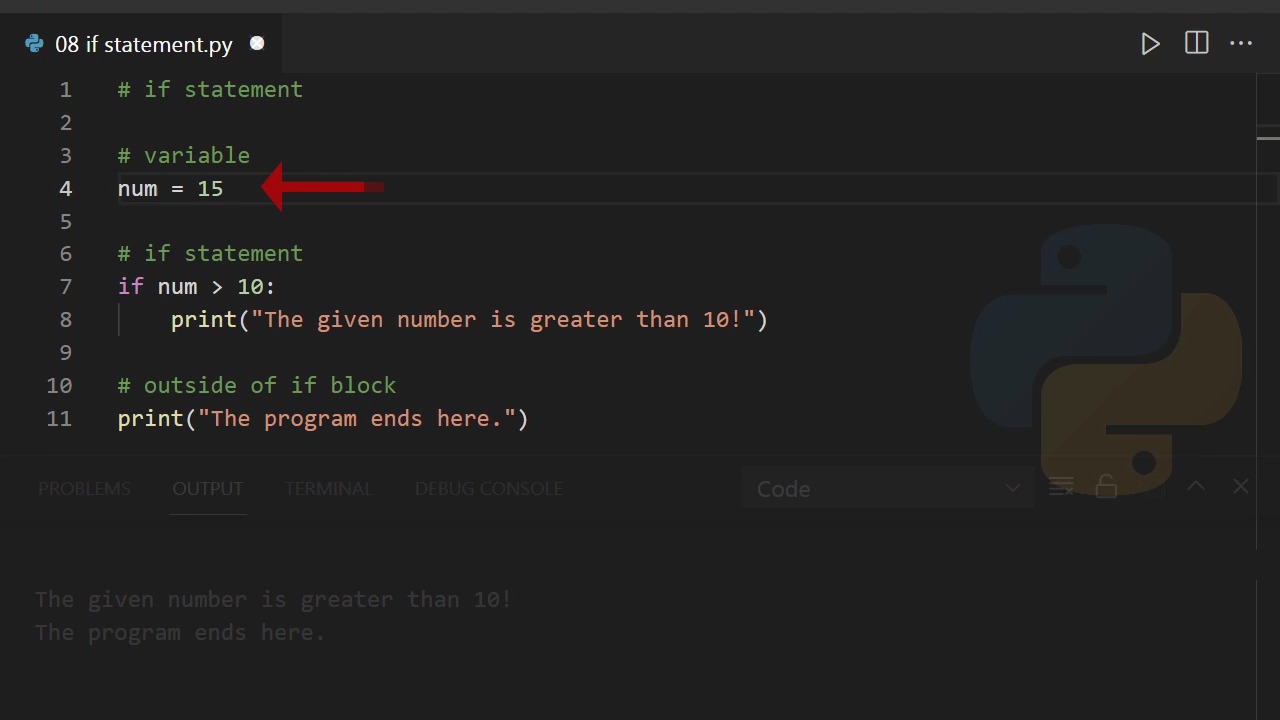 08 if statement.py
1 # if statement
2
3 # variable
4 num = 15
5
6 # if statement
7 if num > 10:
8     print("The given number is greater than 10!")
9
10 # outside of if block
11 print("The program ends here.")
PROBLEMS OUTPUT TERMINAL DEBUG CONSOLE Code
The given number is greater than 10!
The program ends here.